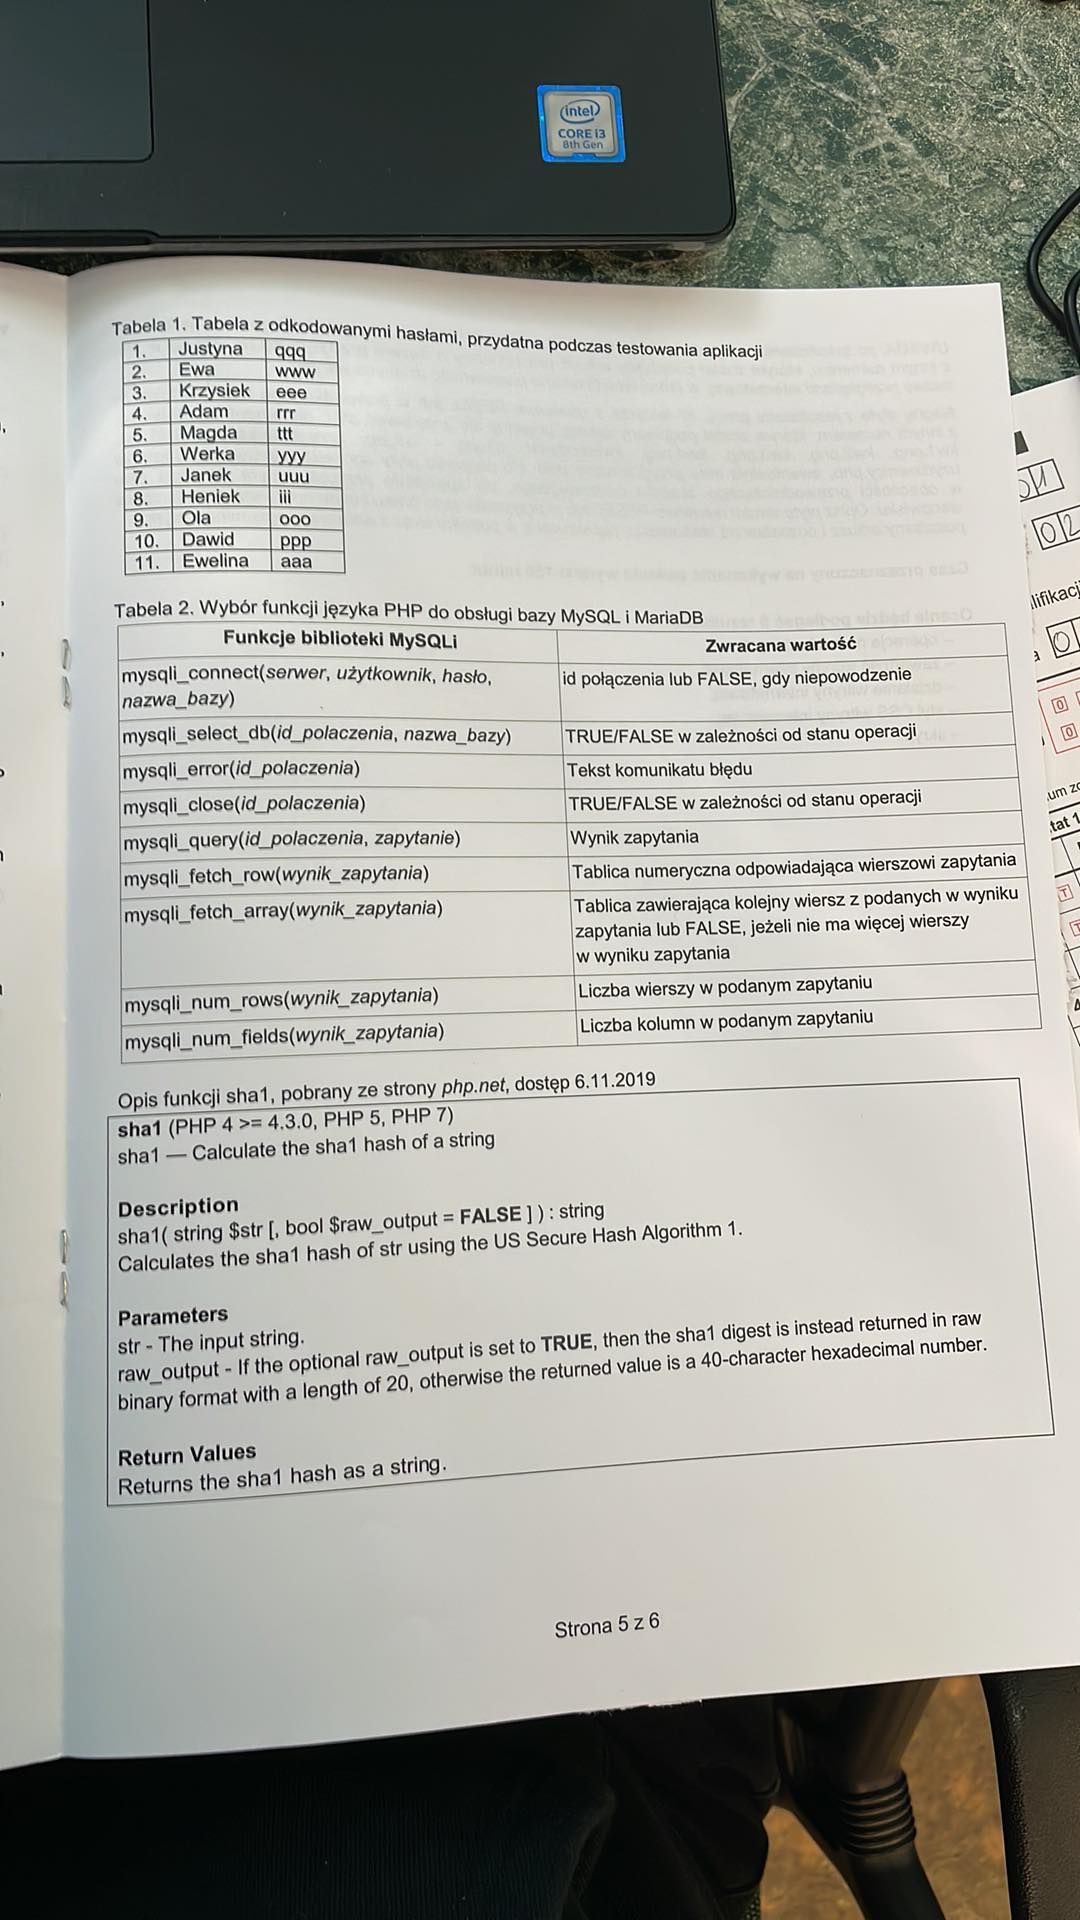 intel
CORE i3
8th Gen
Tabela 1. Tabela z odkodowanymi hasłami, przydatna podczas testowania aplikacji
1. Justyna qqq
2. Ewa www
3. Krzysiek eee
4. Adam rrr
5. Magda ttt
6. Werka yyy
7. Janek uuu
8. Heniek iii
9. Ola ooo
10. Dawid ppp
11. Ewelina aaa
Tabela 2. Wybór funkcji języka PHP do obsługi bazy MySQL i MariaDB
Funkcje biblioteki MySQLi Zwracana wartość
mysqli_connect(serwer, użytkownik, hasło,
nazwa_bazy)
id połączenia lub FALSE, gdy niepowodzenie
mysqli_select_db(id_polaczenia, nazwa_bazy) TRUE/FALSE w zależności od stanu operacji
mysqli_error(id_polaczenia) Tekst komunikatu błędu
mysqli_close(id_polaczenia) TRUE/FALSE w zależności od stanu operacji
mysqli_query(id_polaczenia, zapytanie) Wynik zapytania
mysqli_fetch_row(wynik_zapytania) Tablica numeryczna odpowiadająca wierszowi zapytania
mysqli_fetch_array(wynik_zapytania) Tablica zawierająca kolejny wiersz z podanych w wyniku
zapytania lub FALSE, jeżeli nie ma więcej wierszy
w wyniku zapytania
mysqli_num_rows(wynik_zapytania) Liczba wierszy w podanym zapytaniu
mysqli_num_fields(wynik_zapytania) Liczba kolumn w podanym zapytaniu
Opis funkcji sha1, pobrany ze strony php.net, dostęp 6.11.2019
sha1 (PHP 4 >= 4.3.0, PHP 5, PHP 7)
sha1 — Calculate the sha1 hash of a string
Description
sha1( string $str [, bool $raw_output = FALSE ] ) : string
Calculates the sha1 hash of str using the US Secure Hash Algorithm 1.
Parameters
str - The input string.
raw_output - If the optional raw_output is set to TRUE, then the sha1 digest is instead returned in raw
binary format with a length of 20, otherwise the returned value is a 40-character hexadecimal number.
Return Values
Returns the sha1 hash as a string.
Strona 5 z 6